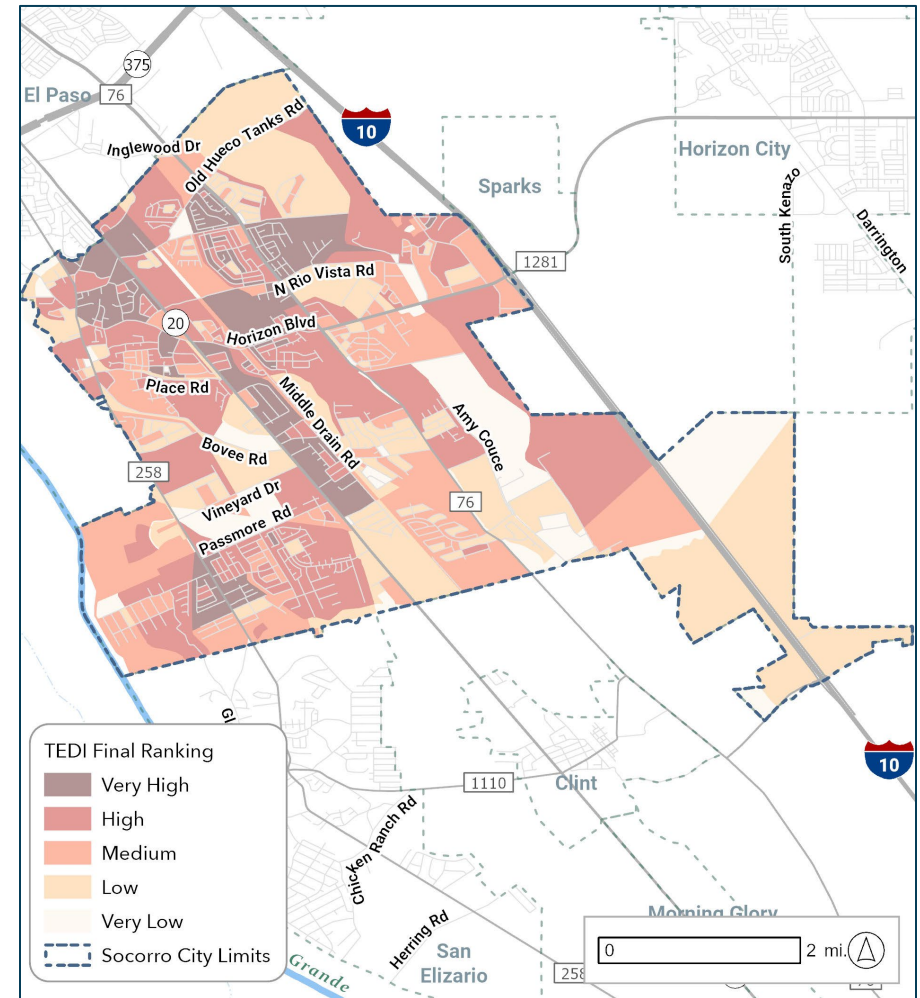 375
El Paso
76
10
Inglewood Dr
Old Hueco Tanks Rd
Horizon City
Sparks
South Kenazo
Darrington
1281
N Rio Vista Rd
20
Horizon Blvd
Place Rd
Middle Drain Rd
Amy Couce
Bovee Rd
258
Vineyard Dr
76
Passmore Rd
Gl
10
1110
Clint
Chicken Ranch Rd
Herring Rd
San
Elizario
Grande
Morning Glory
258
TEDI Final Ranking
Very High
High
Medium
Low
Very Low
Socorro City Limits
0
2 mi.